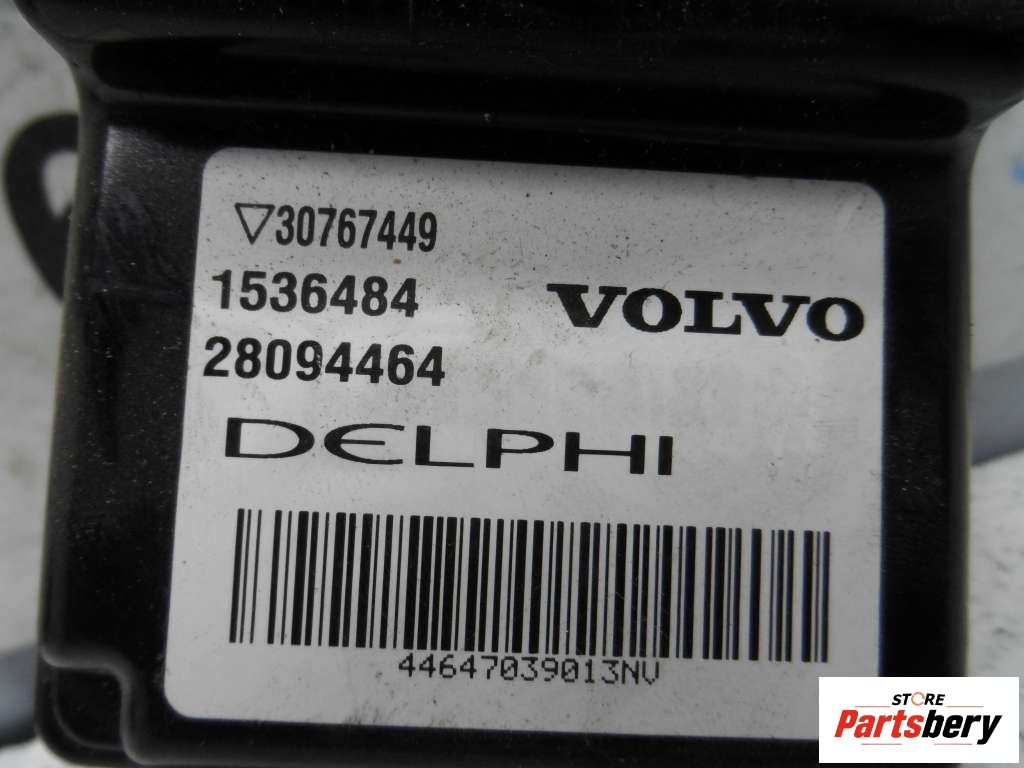 ▽30767449
1536484
VOLVO
28094464
DELPHI
44647039013NV
STORE
Partsbery